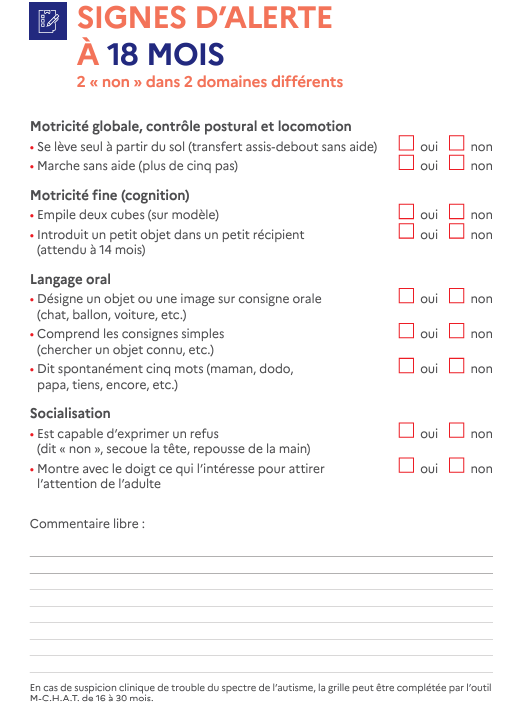 SIGNES D’ALERTE
À 18 MOIS
2 « non » dans 2 domaines différents
Motricité globale, contrôle postural et locomotion
• Se lève seul à partir du sol (transfert assis-debout sans aide) oui non
• Marche sans aide (plus de cinq pas) oui non
Motricité fine (cognition)
• Empile deux cubes (sur modèle) oui non
• Introduit un petit objet dans un petit récipient oui non
(attendu à 14 mois)
Langage oral
• Désigne un objet ou une image sur consigne orale oui non
(chat, ballon, voiture, etc.)
• Comprend les consignes simples oui non
(chercher un objet connu, etc.)
• Dit spontanément cinq mots (maman, dodo, oui non
papa, tiens, encore, etc.)
Socialisation
• Est capable d’exprimer un refus oui non
(dit « non », secoue la tête, repousse de la main)
• Montre avec le doigt ce qui l’intéresse pour attirer oui non
l’attention de l’adulte
Commentaire libre :
En cas de suspicion clinique de trouble du spectre de l’autisme, la grille peut être complétée par l’outil
M-C.H.A.T. de 16 à 30 mois.